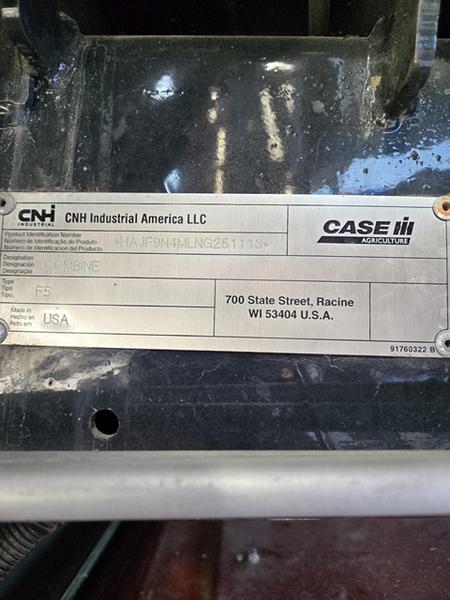 CNH
INDUSTRIAL
CNH Industrial America LLC
CASE IH
AGRICULTURE
Product Identification Number
Número de Identificação do Produto
Número de Identificación del Producto
*HAJF9N4MLNG251113*
Designation
Designación
Designação
COMBINE
Type
Tipo
Tipo,
F5
700 State Street, Racine
WI 53404 U.S.A.
Made in
Hecho en
Feito em
USA
91760322 B